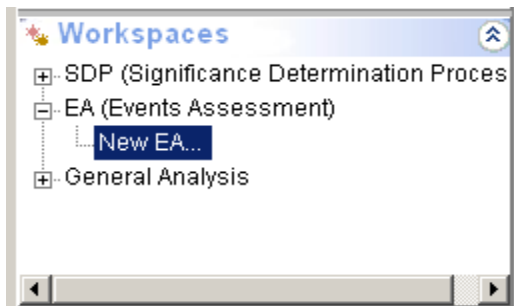 Workspaces
SDP (Significance Determination Proces
EA (Events Assessment)
New EA...
General Analysis